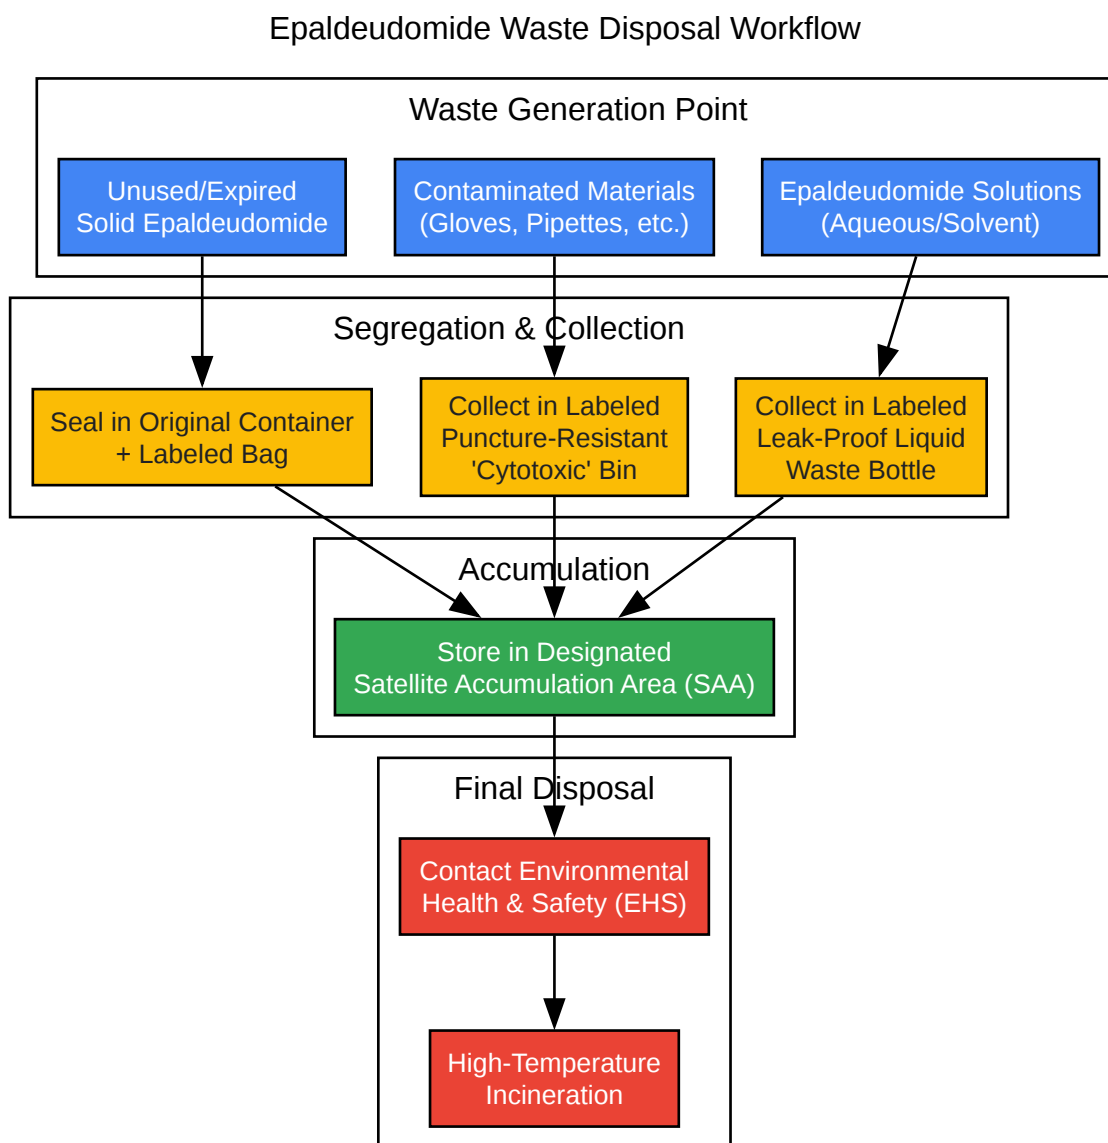 Epaldeudomide Waste Disposal Workflow
Waste Generation Point
Unused/Expired
Solid Epaldeudomide
Contaminated Materials
(Gloves, Pipettes, etc.)
Epaldeudomide Solutions
(Aqueous/Solvent)
Segregation & Collection
Seal in Original Container
+ Labeled Bag
Collect in Labeled
Puncture-Resistant
'Cytotoxic' Bin
Collect in Labeled
Leak-Proof Liquid
Waste Bottle
Accumulation
Store in Designated
Satellite Accumulation Area (SAA)
Final Disposal
Contact Environmental
Health & Safety (EHS)
High-Temperature
Incineration